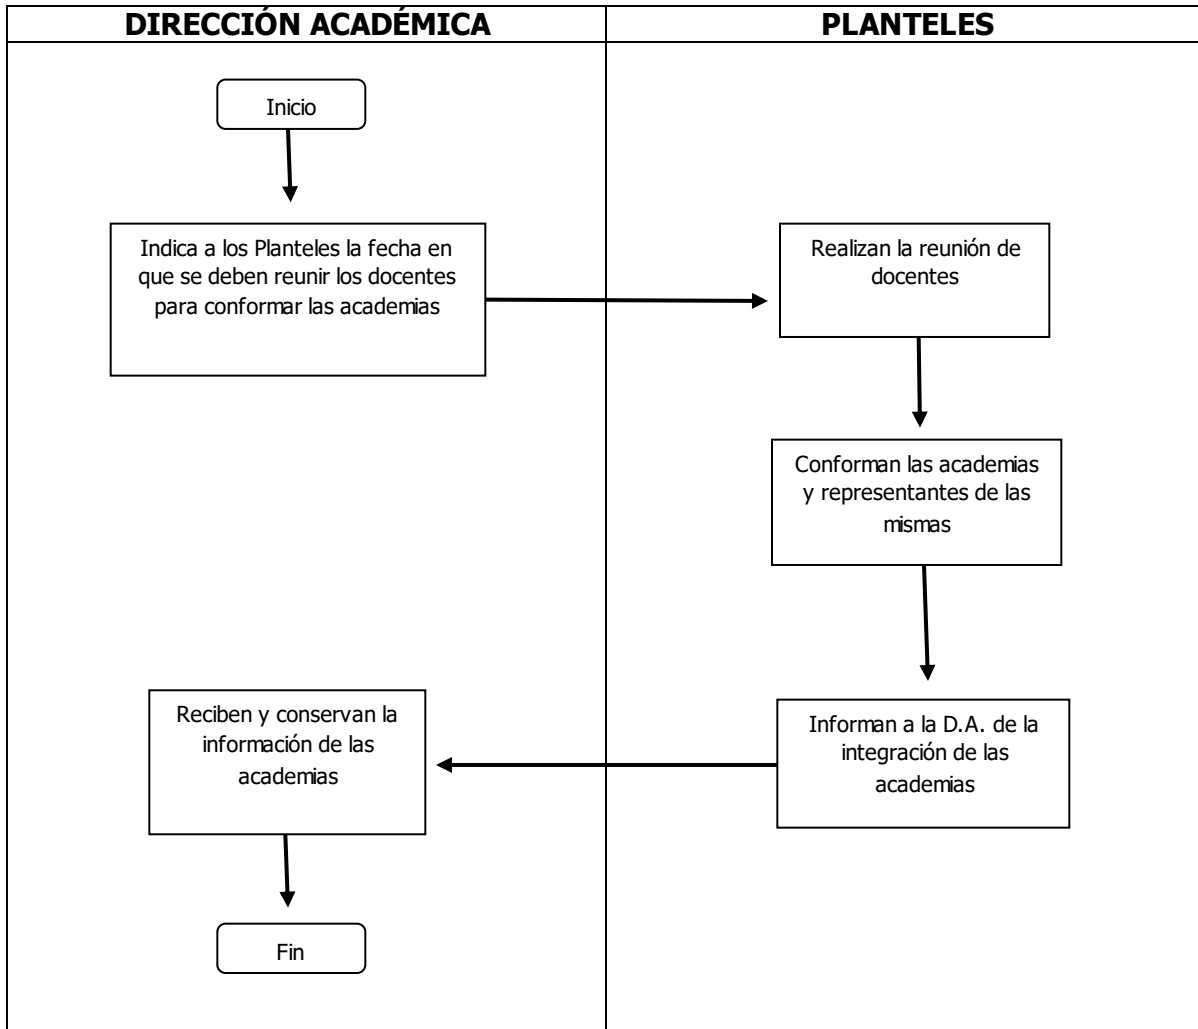 DIRECCIÓN ACADÉMICA
PLANTELES
Inicio
Indica a los Planteles la fecha en
que se deben reunir los docentes
para conformar las academias
Realizan la reunión de
docentes
Conforman las academias
y representantes de las
mismas
Informan a la D.A. de la
integración de las
academias
Reciben y conservan la
información de las
academias
Fin